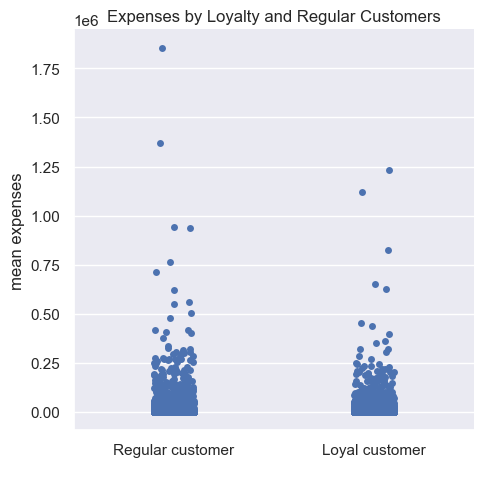 Expenses by Loyalty and Regular Customers
1e6
1.75
1.50
1.25
1.00
0.75
0.50
0.25
0.00
mean expenses
Regular customer
Loyal customer